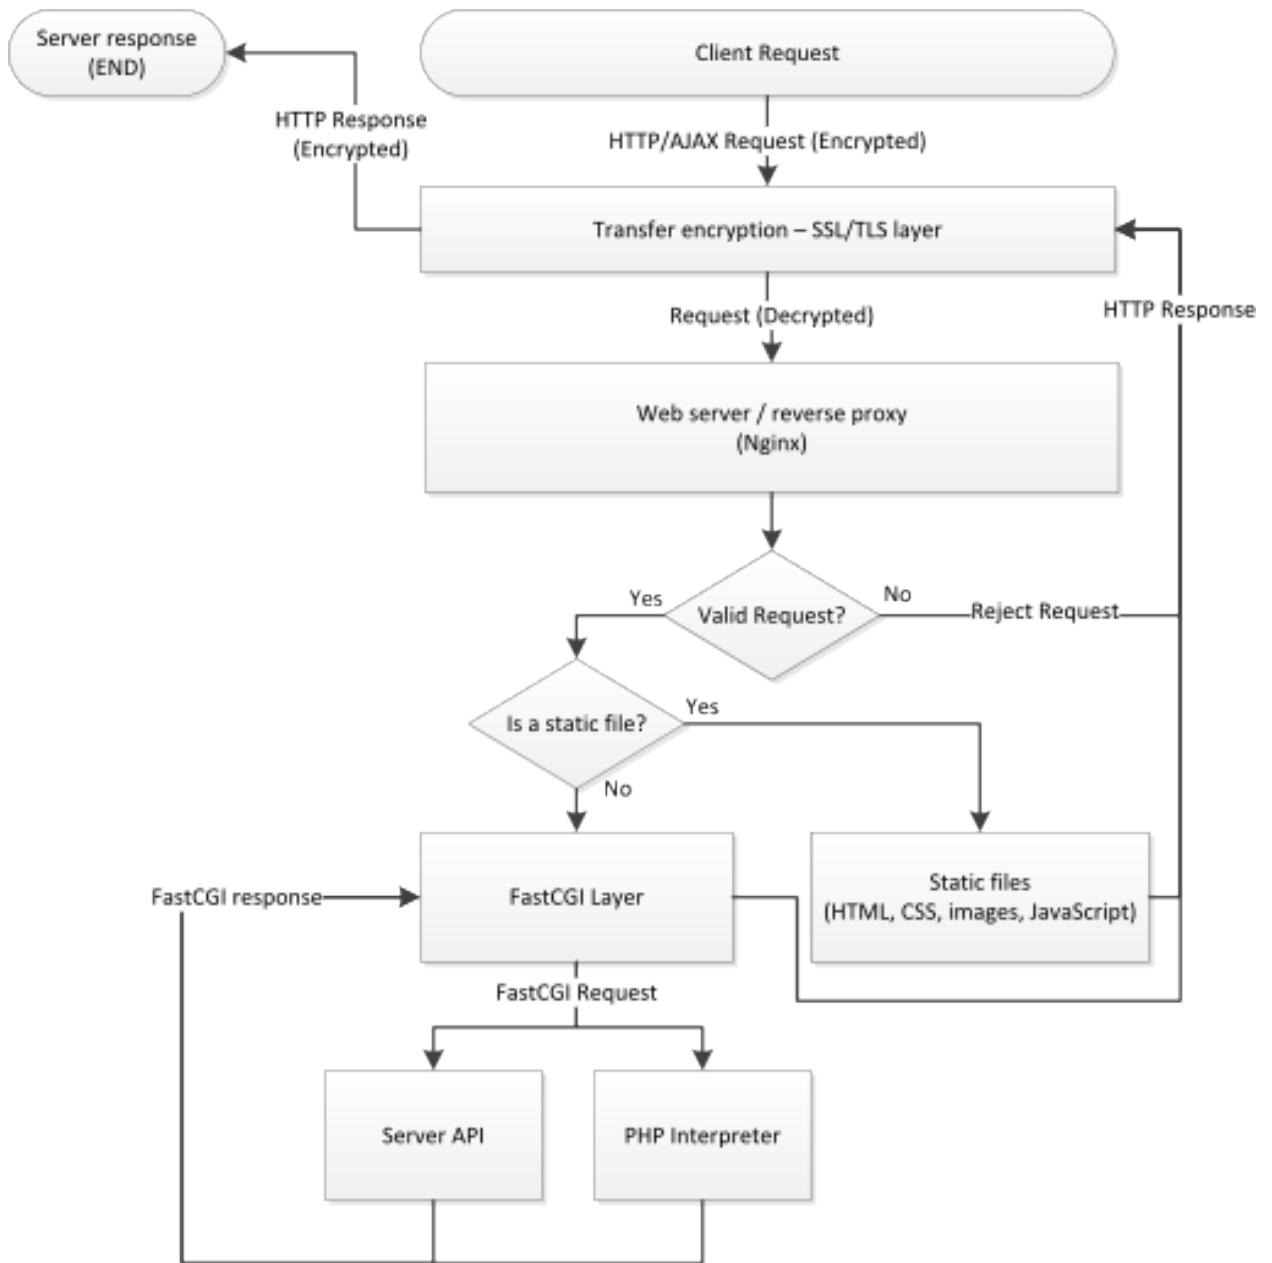 Server response
(END)
Client Request
HTTP Response
(Encrypted)
HTTP/AJAX Request (Encrypted)
Transfer encryption – SSL/TLS layer
Request (Decrypted)
HTTP Response
Web server / reverse proxy
(Nginx)
Yes
Valid Request?
No
Reject Request
Is a static file?
Yes
No
FastCGI response
FastCGI Layer
Static files
(HTML, CSS, images, JavaScript)
FastCGI Request
Server API
PHP Interpreter